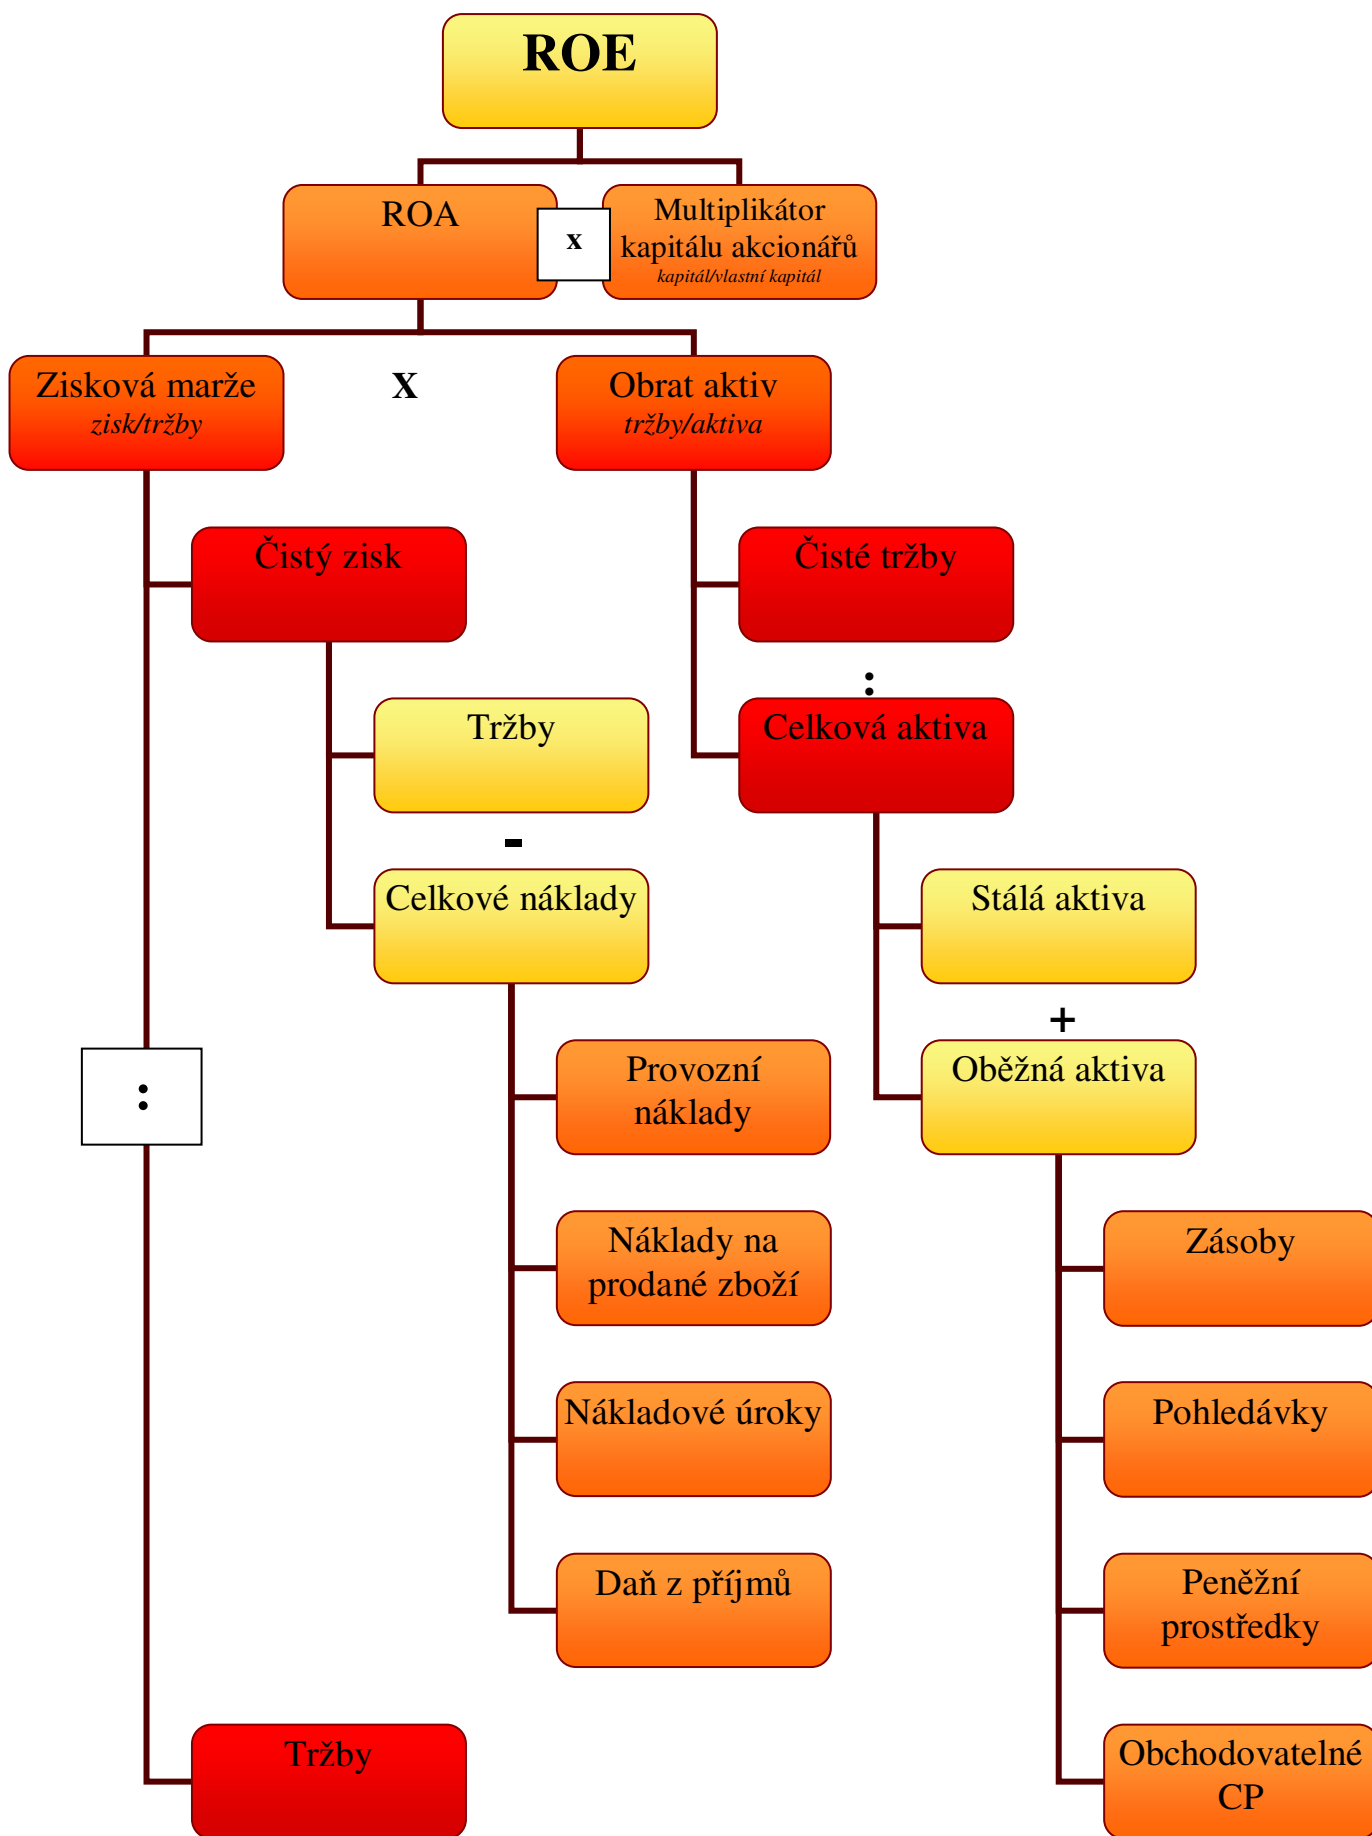 ROE
ROA
x
Multiplikátor
kapitálu akcionářů
kapitál/vlastní kapitál
Zisková marže
zisk/tržby
X
Obrat aktiv
tržby/aktiva
Čistý zisk
Čisté tržby
:
Tržby
Celková aktiva
-
Celkové náklady
Stálá aktiva
+
:
Provozní
náklady
Oběžná aktiva
Náklady na
prodané zboží
Zásoby
Nákladové úroky
Pohledávky
Daň z příjmů
Peněžní
prostředky
Tržby
Obchodovatelné
CP